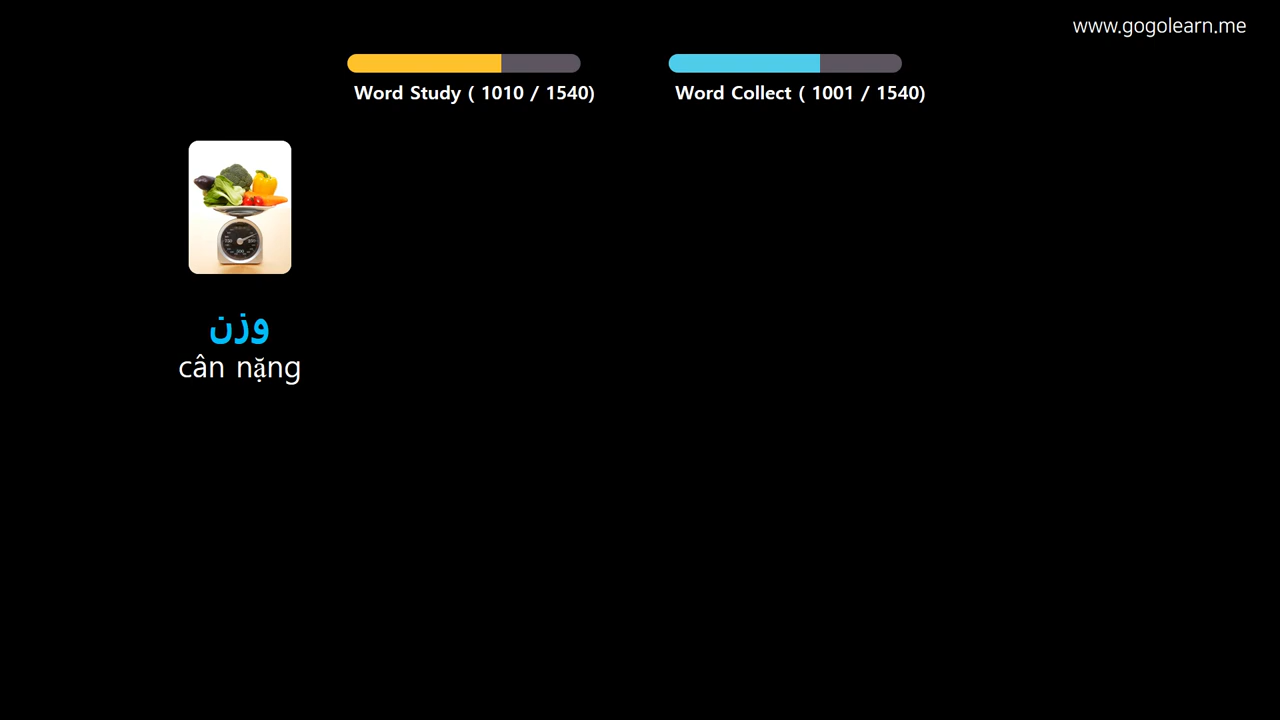 www.gogolearn.me
Word Study ( 1010 / 1540)
Word Collect ( 1001 / 1540)
وزن
cân nặng